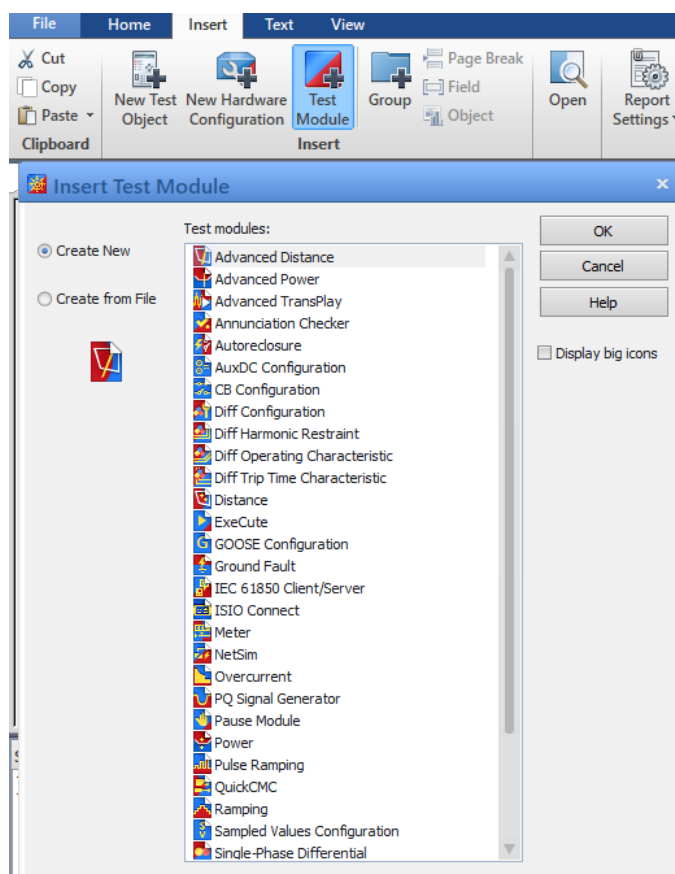 File Home Insert Text View
Cut
Copy
Paste
Clipboard
New Test Object
New Hardware Configuration
Test Module
Group
Page Break
Field
Object
Insert
Open
Report Settings
Insert Test Module
Create New
Create from File
Test modules:
Advanced Distance
Advanced Power
Advanced TransPlay
Annunciation Checker
Autoreclosure
AuxDC Configuration
CB Configuration
Diff Configuration
Diff Harmonic Restraint
Diff Operating Characteristic
Diff Trip Time Characteristic
Distance
ExeCute
GOOSE Configuration
Ground Fault
IEC 61850 Client/Server
ISIO Connect
Meter
NetSim
Overcurrent
PQ Signal Generator
Pause Module
Power
Pulse Ramping
QuickCMC
Ramping
Sampled Values Configuration
Single-Phase Differential
OK
Cancel
Help
Display big icons